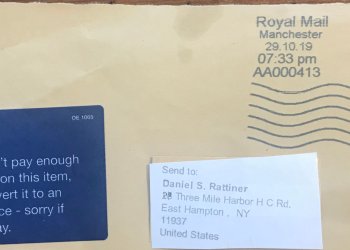 Royal Mail
Manchester
29.10.19
07:33 pm
AA000413
OE 1065
't pay enough
on this item,
vert it to an
ce - sorry if
ay.
Send to:
Daniel S. Rattiner
Three Mile Harbor H C Rd,
East Hampton , NY
11937
United States